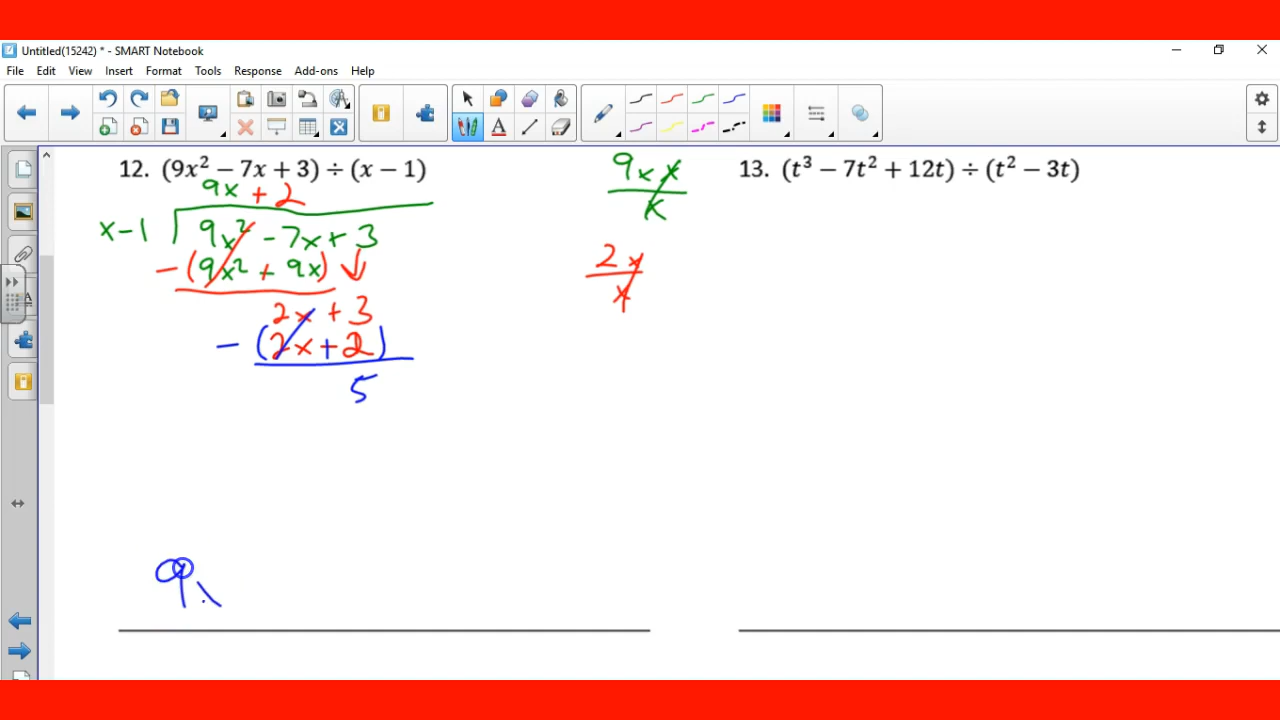 Untitled(15242) * - SMART Notebook
File Edit View Insert Format Tools Response Add-ons Help
12. (9x² − 7x + 3) ÷ (x − 1)
9x + 2
x − 1 9x² − 7x + 3
− (9x² + 9x)
2x + 3
− (2x + 2)
5
9x x
x
2x
x
13. (t³ − 7t² + 12t) ÷ (t² − 3t)
9